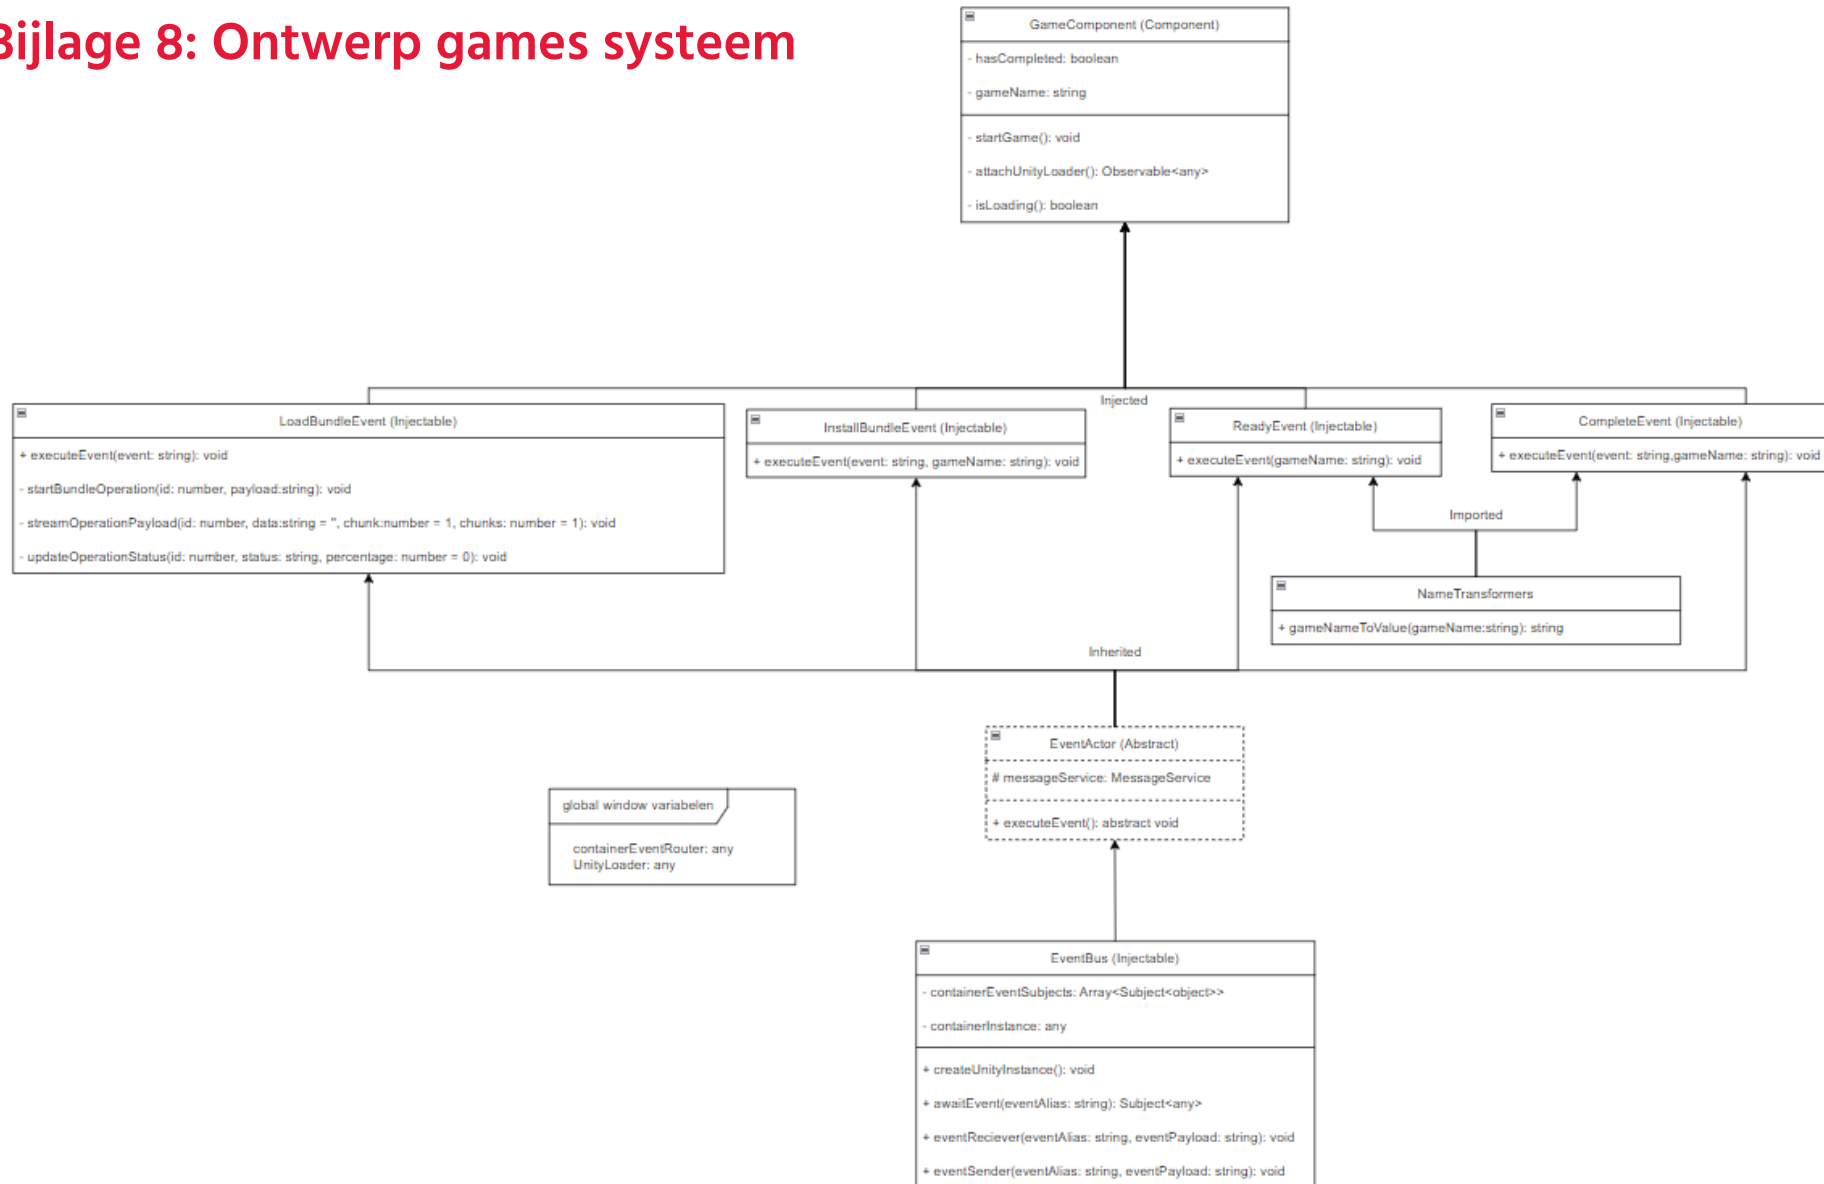 Bijlage 8: Ontwerp games systeem
GameComponent (Component)
- hasCompleted: boolean
- gameName: string
- startGame(): void
- attachUnityLoader(): Observable<any>
- isLoading(): boolean
Injected
LoadBundleEvent (Injectable)
+ executeEvent(event: string): void
- startBundleOperation(id: number, payload:string): void
- streamOperationPayload(id: number, data:string = '', chunk:number = 1, chunks: number = 1): void
- updateOperationStatus(id: number, status: string, percentage: number = 0): void
InstallBundleEvent (Injectable)
+ executeEvent(event: string, gameName: string): void
ReadyEvent (Injectable)
+ executeEvent(gameName: string): void
CompleteEvent (Injectable)
+ executeEvent(event: string,gameName: string): void
Imported
NameTransformers
+ gameNameToValue(gameName:string): string
Inherited
EventActor (Abstract)
# messageService: MessageService
+ executeEvent(): abstract void
global window variabelen
containerEventRouter: any
UnityLoader: any
EventBus (Injectable)
- containerEventSubjects: Array<Subject<object>>
- containerInstance: any
+ createUnityInstance(): void
+ awaitEvent(eventAlias: string): Subject<any>
+ eventReciever(eventAlias: string, eventPayload: string): void
+ eventSender(eventAlias: string, eventPayload: string): void